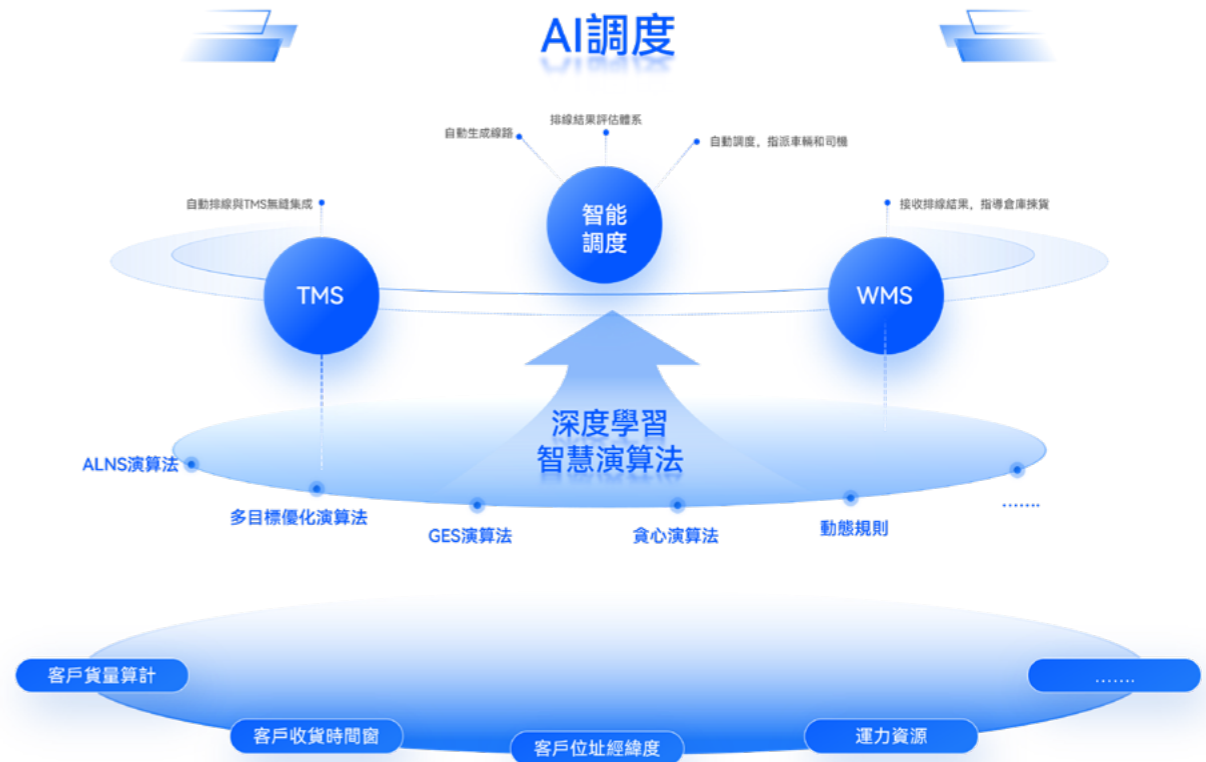 AI調度
排線結果評估體系
自動生成線路
自動調度，指派車輛和司機
智能
調度
自動排線與TMS無縫集成
接收排線結果，指導倉庫揀貨
TMS
WMS
深度學習
智慧演算法
ALNS演算法
多目標優化演算法
GES演算法
貪心演算法
動態規則
.......
客戶貨量算計
.......
客戶收貨時間窗
客戶位址經緯度
運力資源